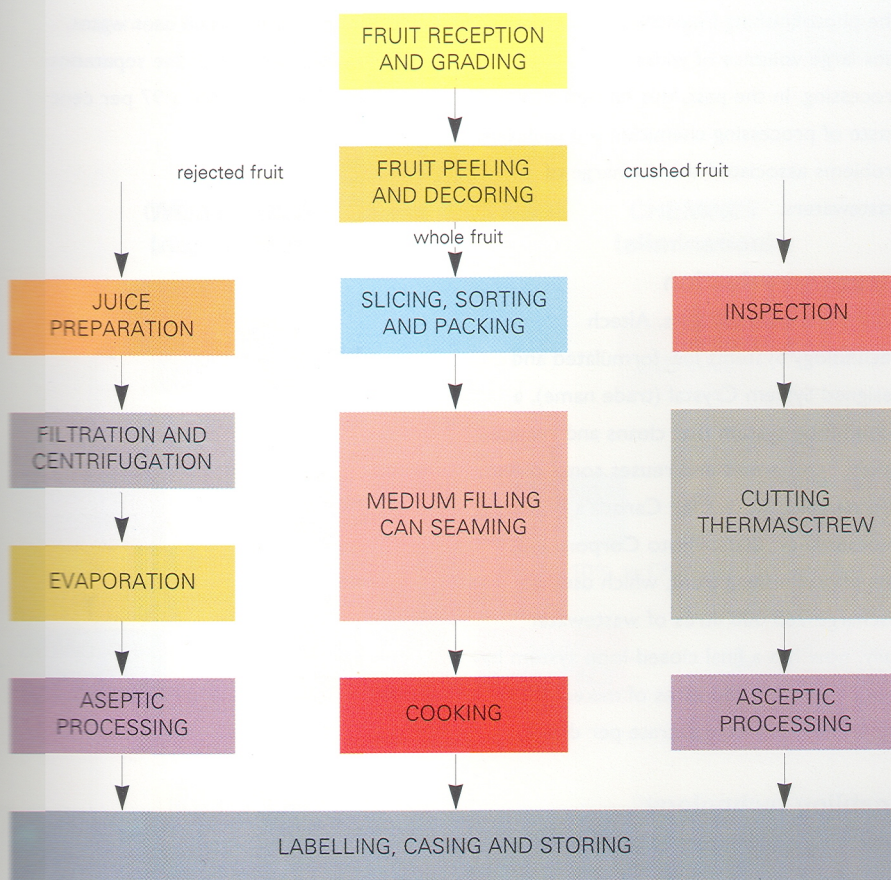 FRUIT RECEPTION
AND GRADING
FRUIT PEELING
AND DECORING
rejected fruit
whole fruit
crushed fruit
JUICE
PREPARATION
FILTRATION AND
CENTRIFUGATION
EVAPORATION
ASEPTIC
PROCESSING
SLICING, SORTING
AND PACKING
MEDIUM FILLING
CAN SEAMING
COOKING
INSPECTION
CUTTING
THERMASCTREW
ASCEPTIC
PROCESSING
LABELLING, CASING AND STORING